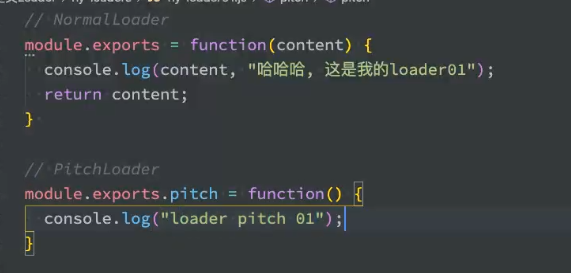 // NormalLoader
module.exports = function(content) {
  console.log(content, "哈哈哈, 这是我的loader01");
  return content;
}
// PitchLoader
module.exports.pitch = function() {
  console.log("loader pitch 01");
}